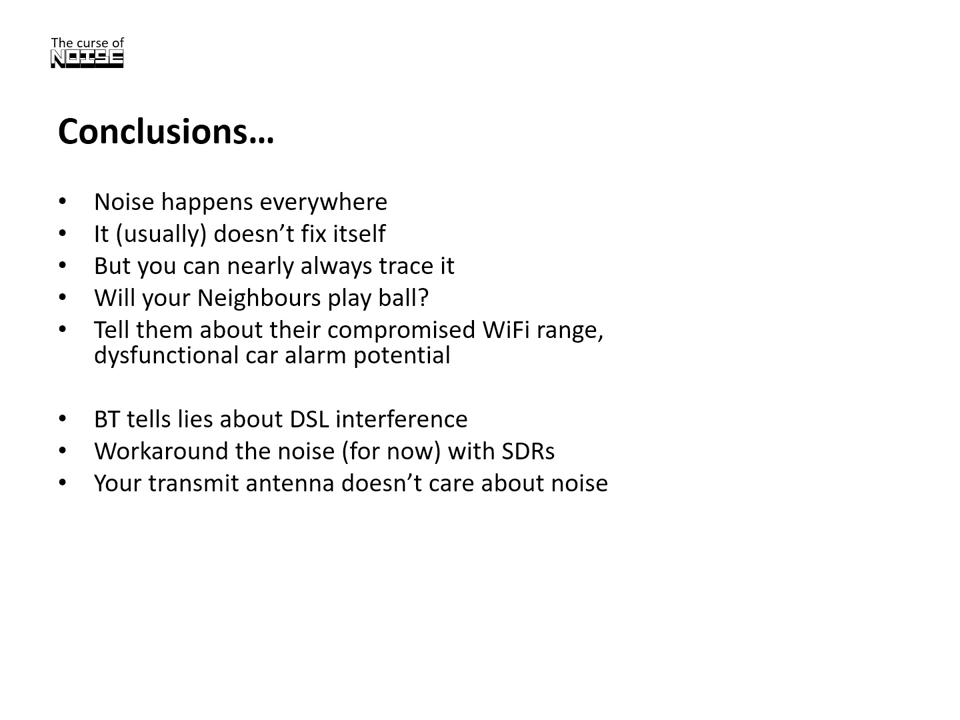 The curse of
NOISE
Conclusions…
• Noise happens everywhere
• It (usually) doesn’t fix itself
• But you can nearly always trace it
• Will your Neighbours play ball?
• Tell them about their compromised WiFi range,
dysfunctional car alarm potential
• BT tells lies about DSL interference
• Workaround the noise (for now) with SDRs
• Your transmit antenna doesn’t care about noise